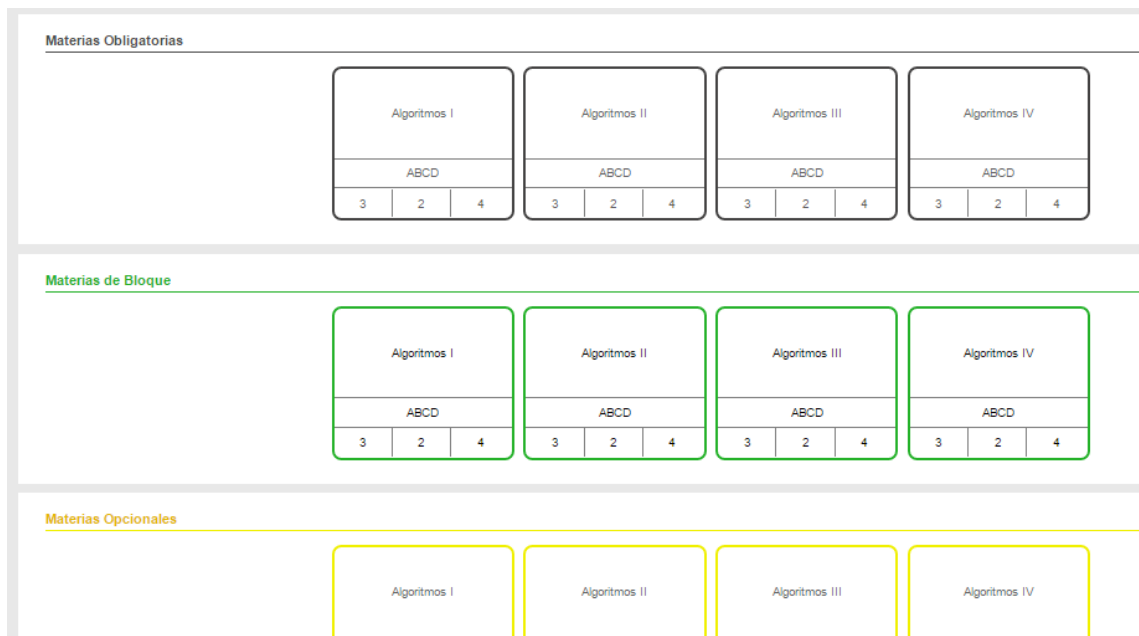 Materias Obligatorias
Algoritmos I Algoritmos II Algoritmos III Algoritmos IV
ABCD ABCD ABCD ABCD
3 2 4 3 2 4 3 2 4 3 2 4
Materias de Bloque
Algoritmos I Algoritmos II Algoritmos III Algoritmos IV
ABCD ABCD ABCD ABCD
3 2 4 3 2 4 3 2 4 3 2 4
Materias Opcionales
Algoritmos I Algoritmos II Algoritmos III Algoritmos IV